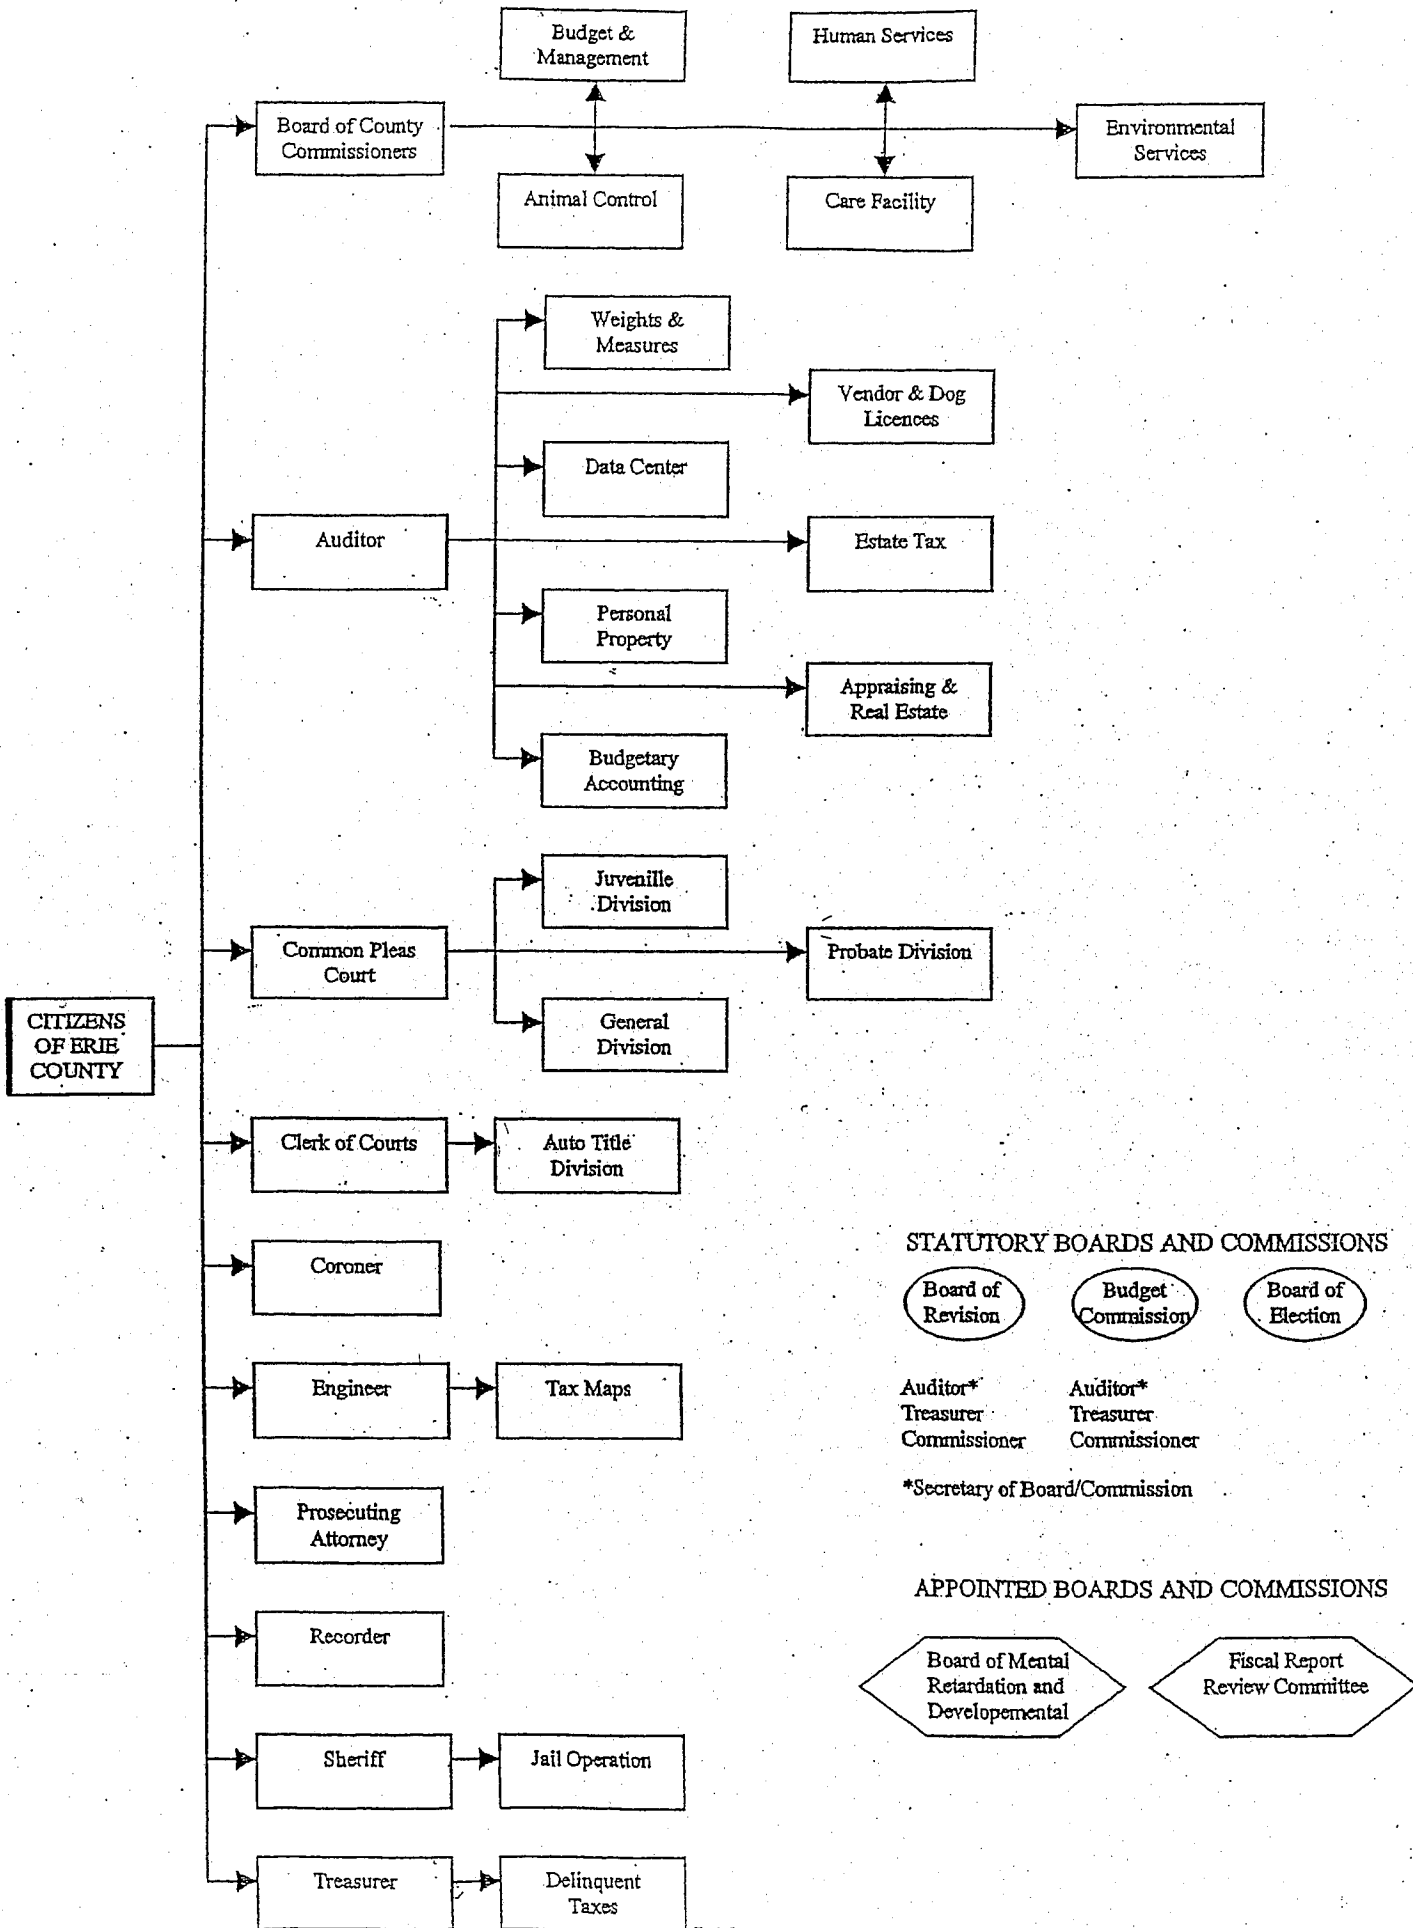 Budget &
Management
Human Services
Board of County
Commissioners
Environmental
Services
Animal Control
Care Facility
Weights &
Measures
Vendor & Dog
Licences
Data Center
Auditor
Estate Tax
Personal
Property
Appraising &
Real Estate
Budgetary
Accounting
Juvenille
Division
Common Pleas
Court
Probate Division
General
Division
CITIZENS
OF ERIE
COUNTY
Clerk of Courts
Auto Title
Division
Coroner
Engineer
Tax Maps
Prosecuting
Attorney
Recorder
Sheriff
Jail Operation
Treasurer
Delinquent
Taxes
STATUTORY BOARDS AND COMMISSIONS
Board of
Revision
Budget
Commission
Board of
Election
Auditor*
Treasurer
Commissioner
Auditor*
Treasurer
Commissioner
*Secretary of Board/Commission
APPOINTED BOARDS AND COMMISSIONS
Board of Mental
Retardation and
Developemental
Fiscal Report
Review Committee